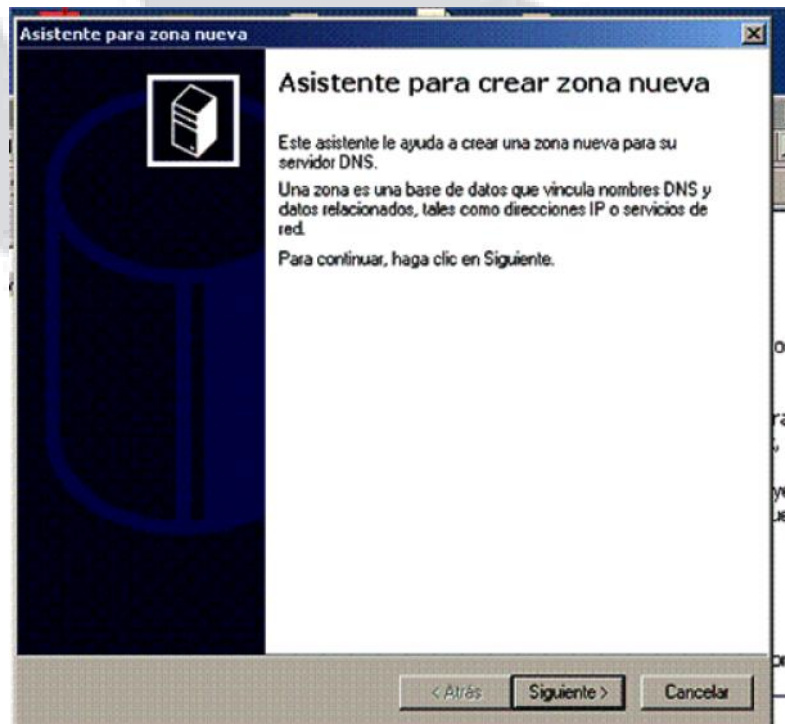 Asistente para zona nueva
Asistente para crear zona nueva
Este asistente le ayuda a crear una zona nueva para su
servidor DNS.
Una zona es una base de datos que vincula nombres DNS y
datos relacionados, tales como direcciones IP o servicios de
red.
Para continuar, haga clic en Siguiente.
< Atrás
Siguiente >
Cancelar